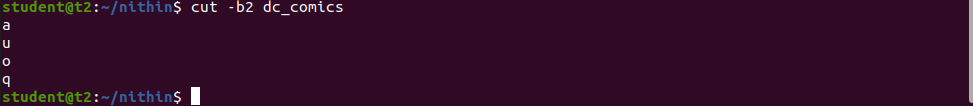 student@t2:~/nithin$ cut -b2 dc_comics
a
u
o
q
student@t2:~/nithin$